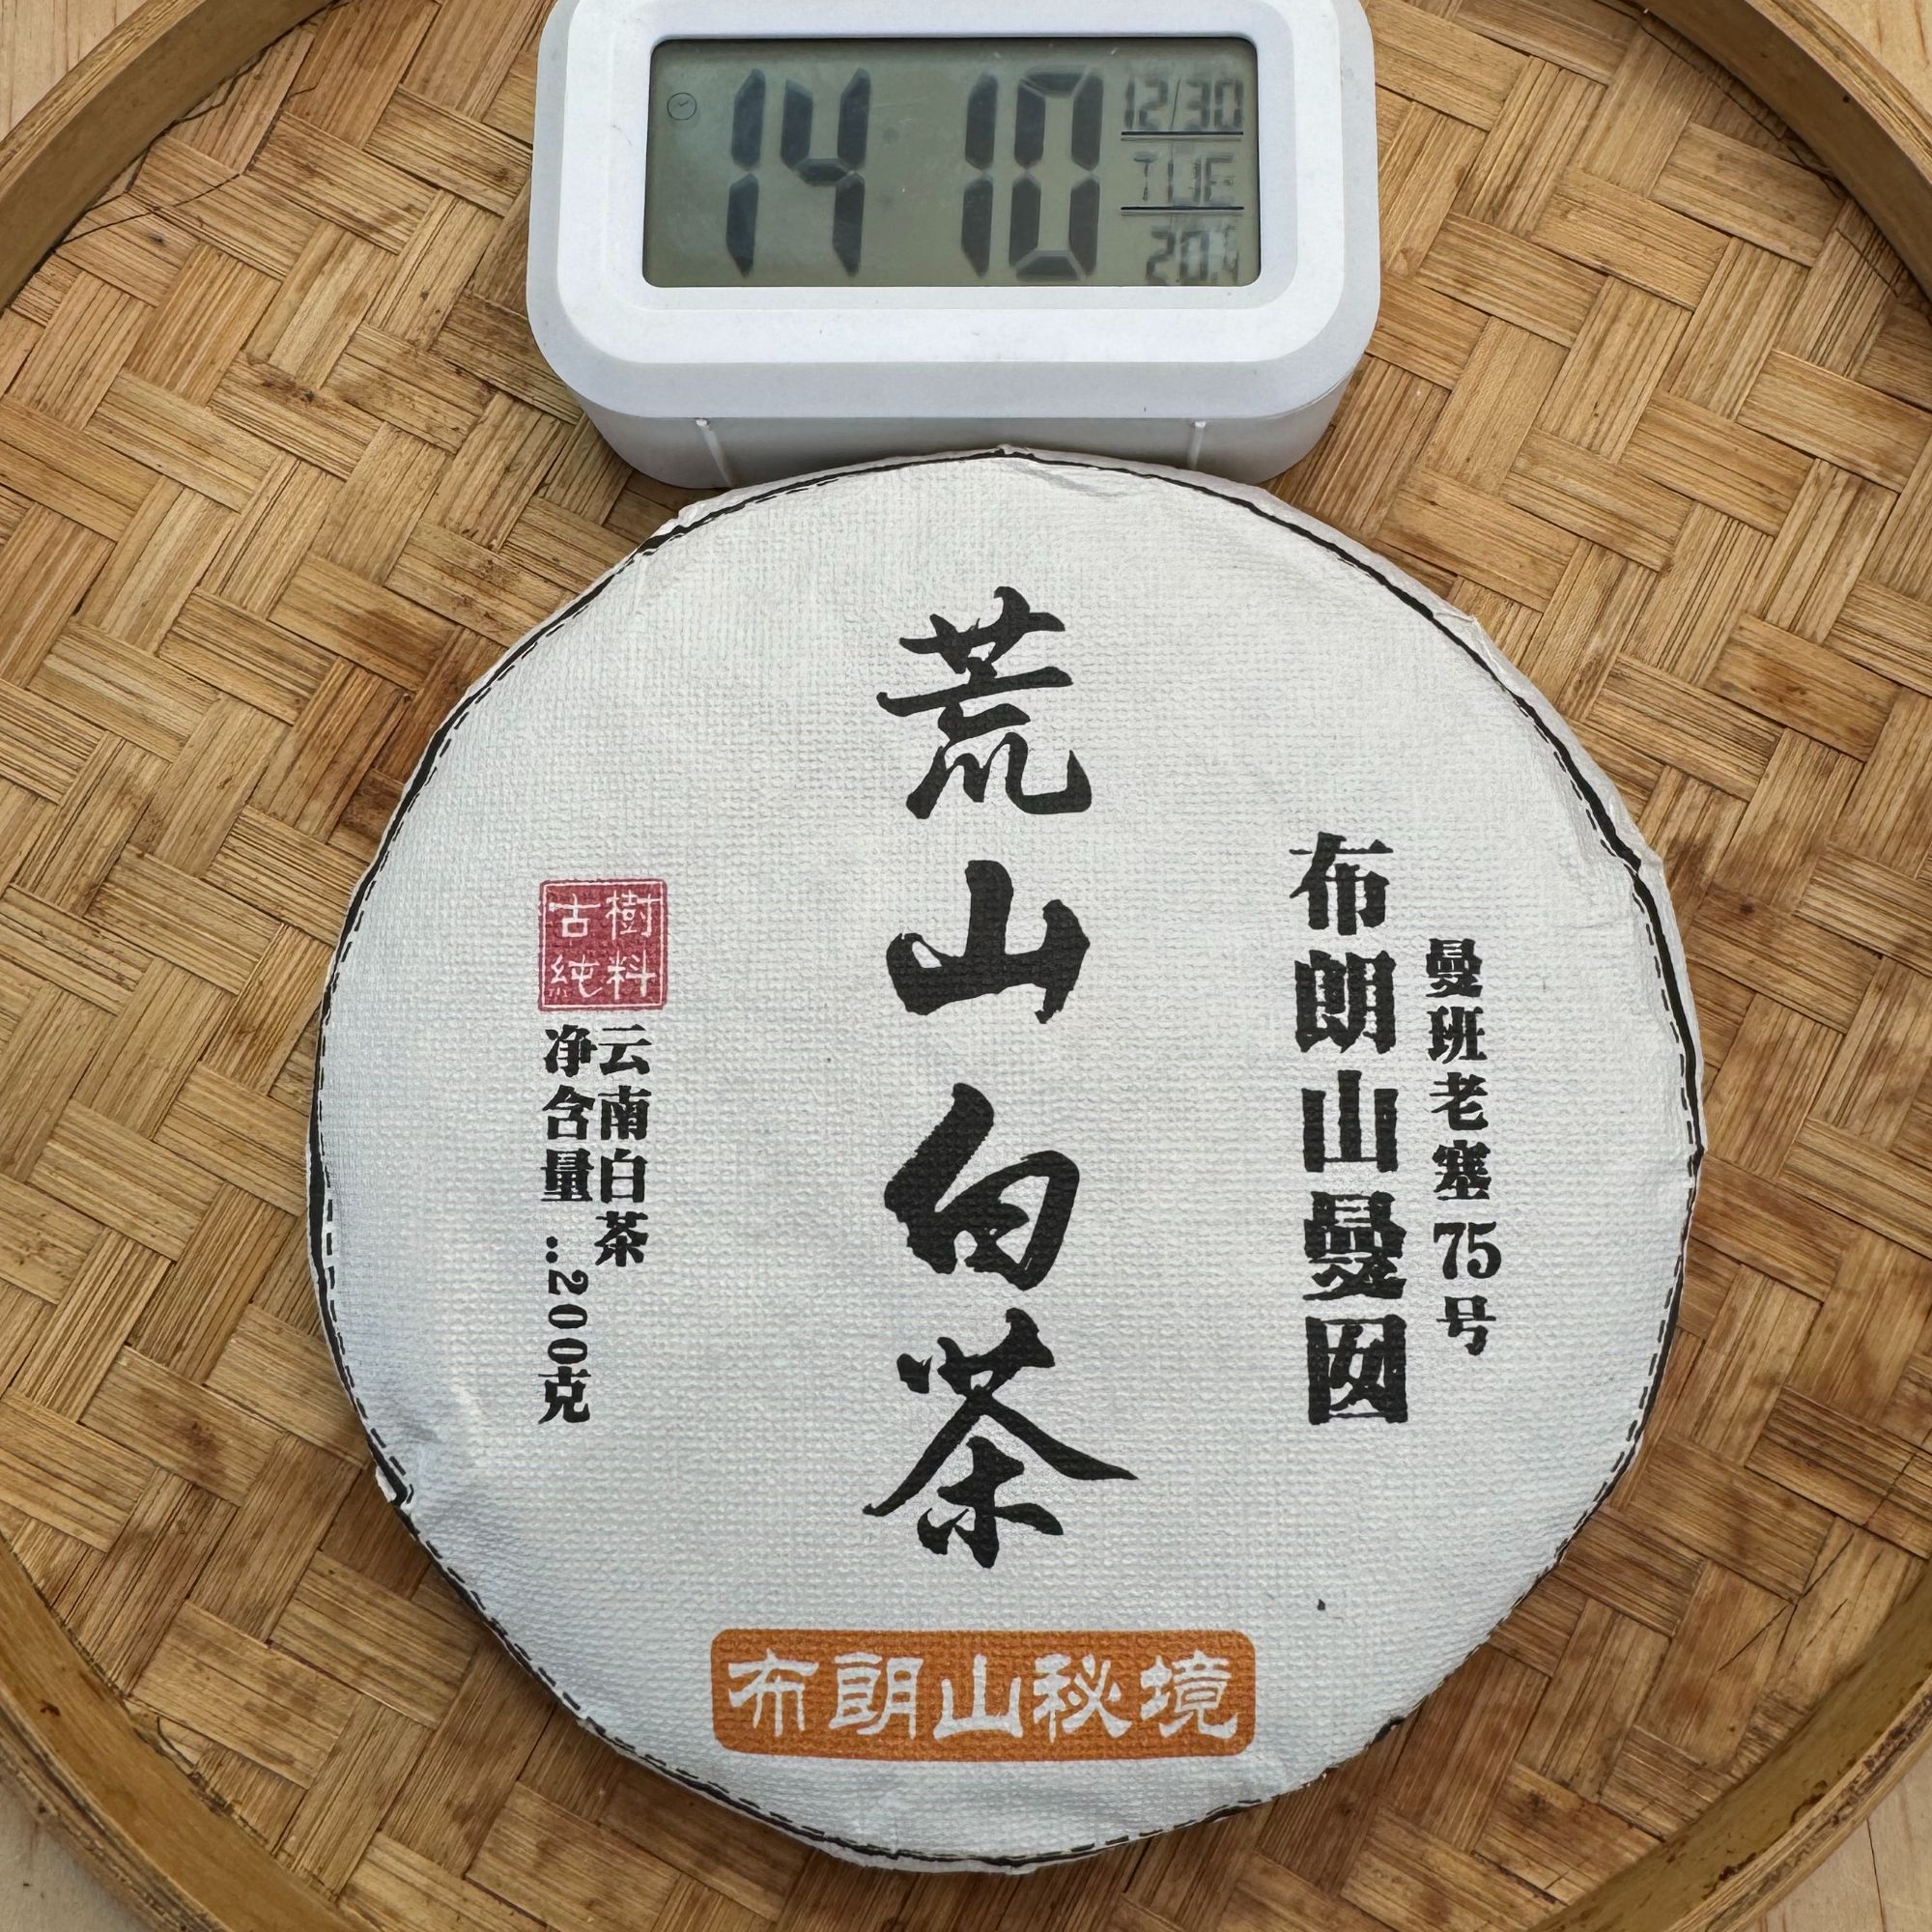 14 10
12/30
TUE
荒山白茶
曼班老塞75号
布朗山曼囡
古樹
純料
云南白茶
净含量:200克
布朗山秘境